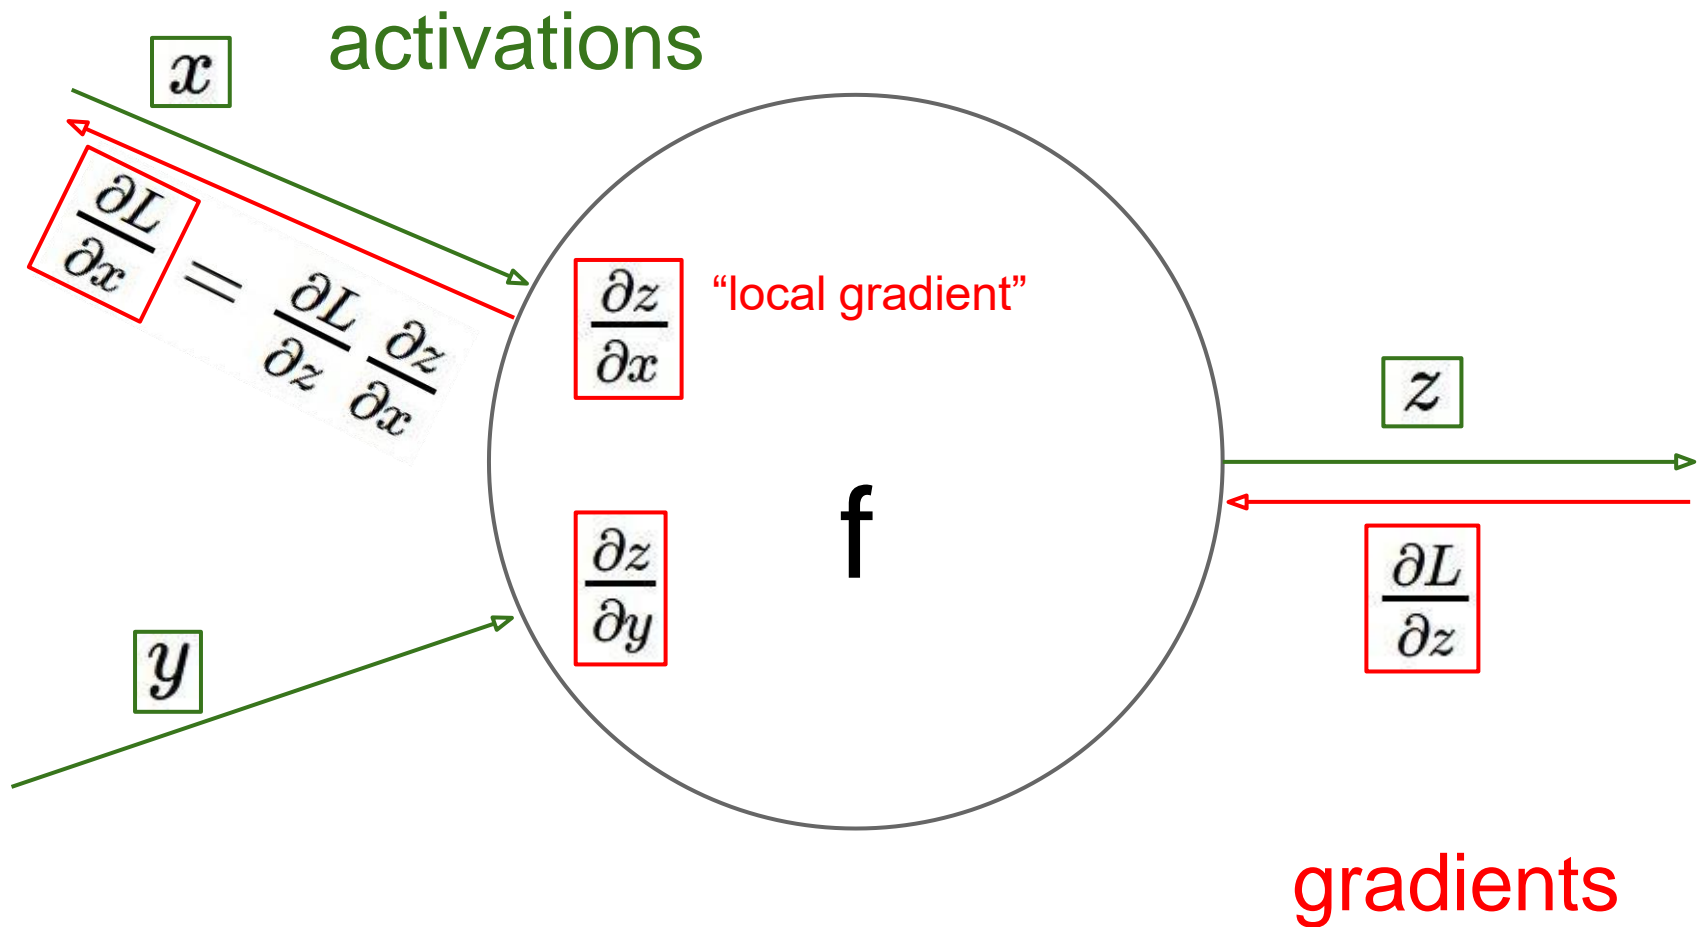 activations
x
∂L/∂x = ∂L/∂z ∂z/∂x
∂z/∂x
“local gradient”
z
f
∂z/∂y
∂L/∂z
y
gradients